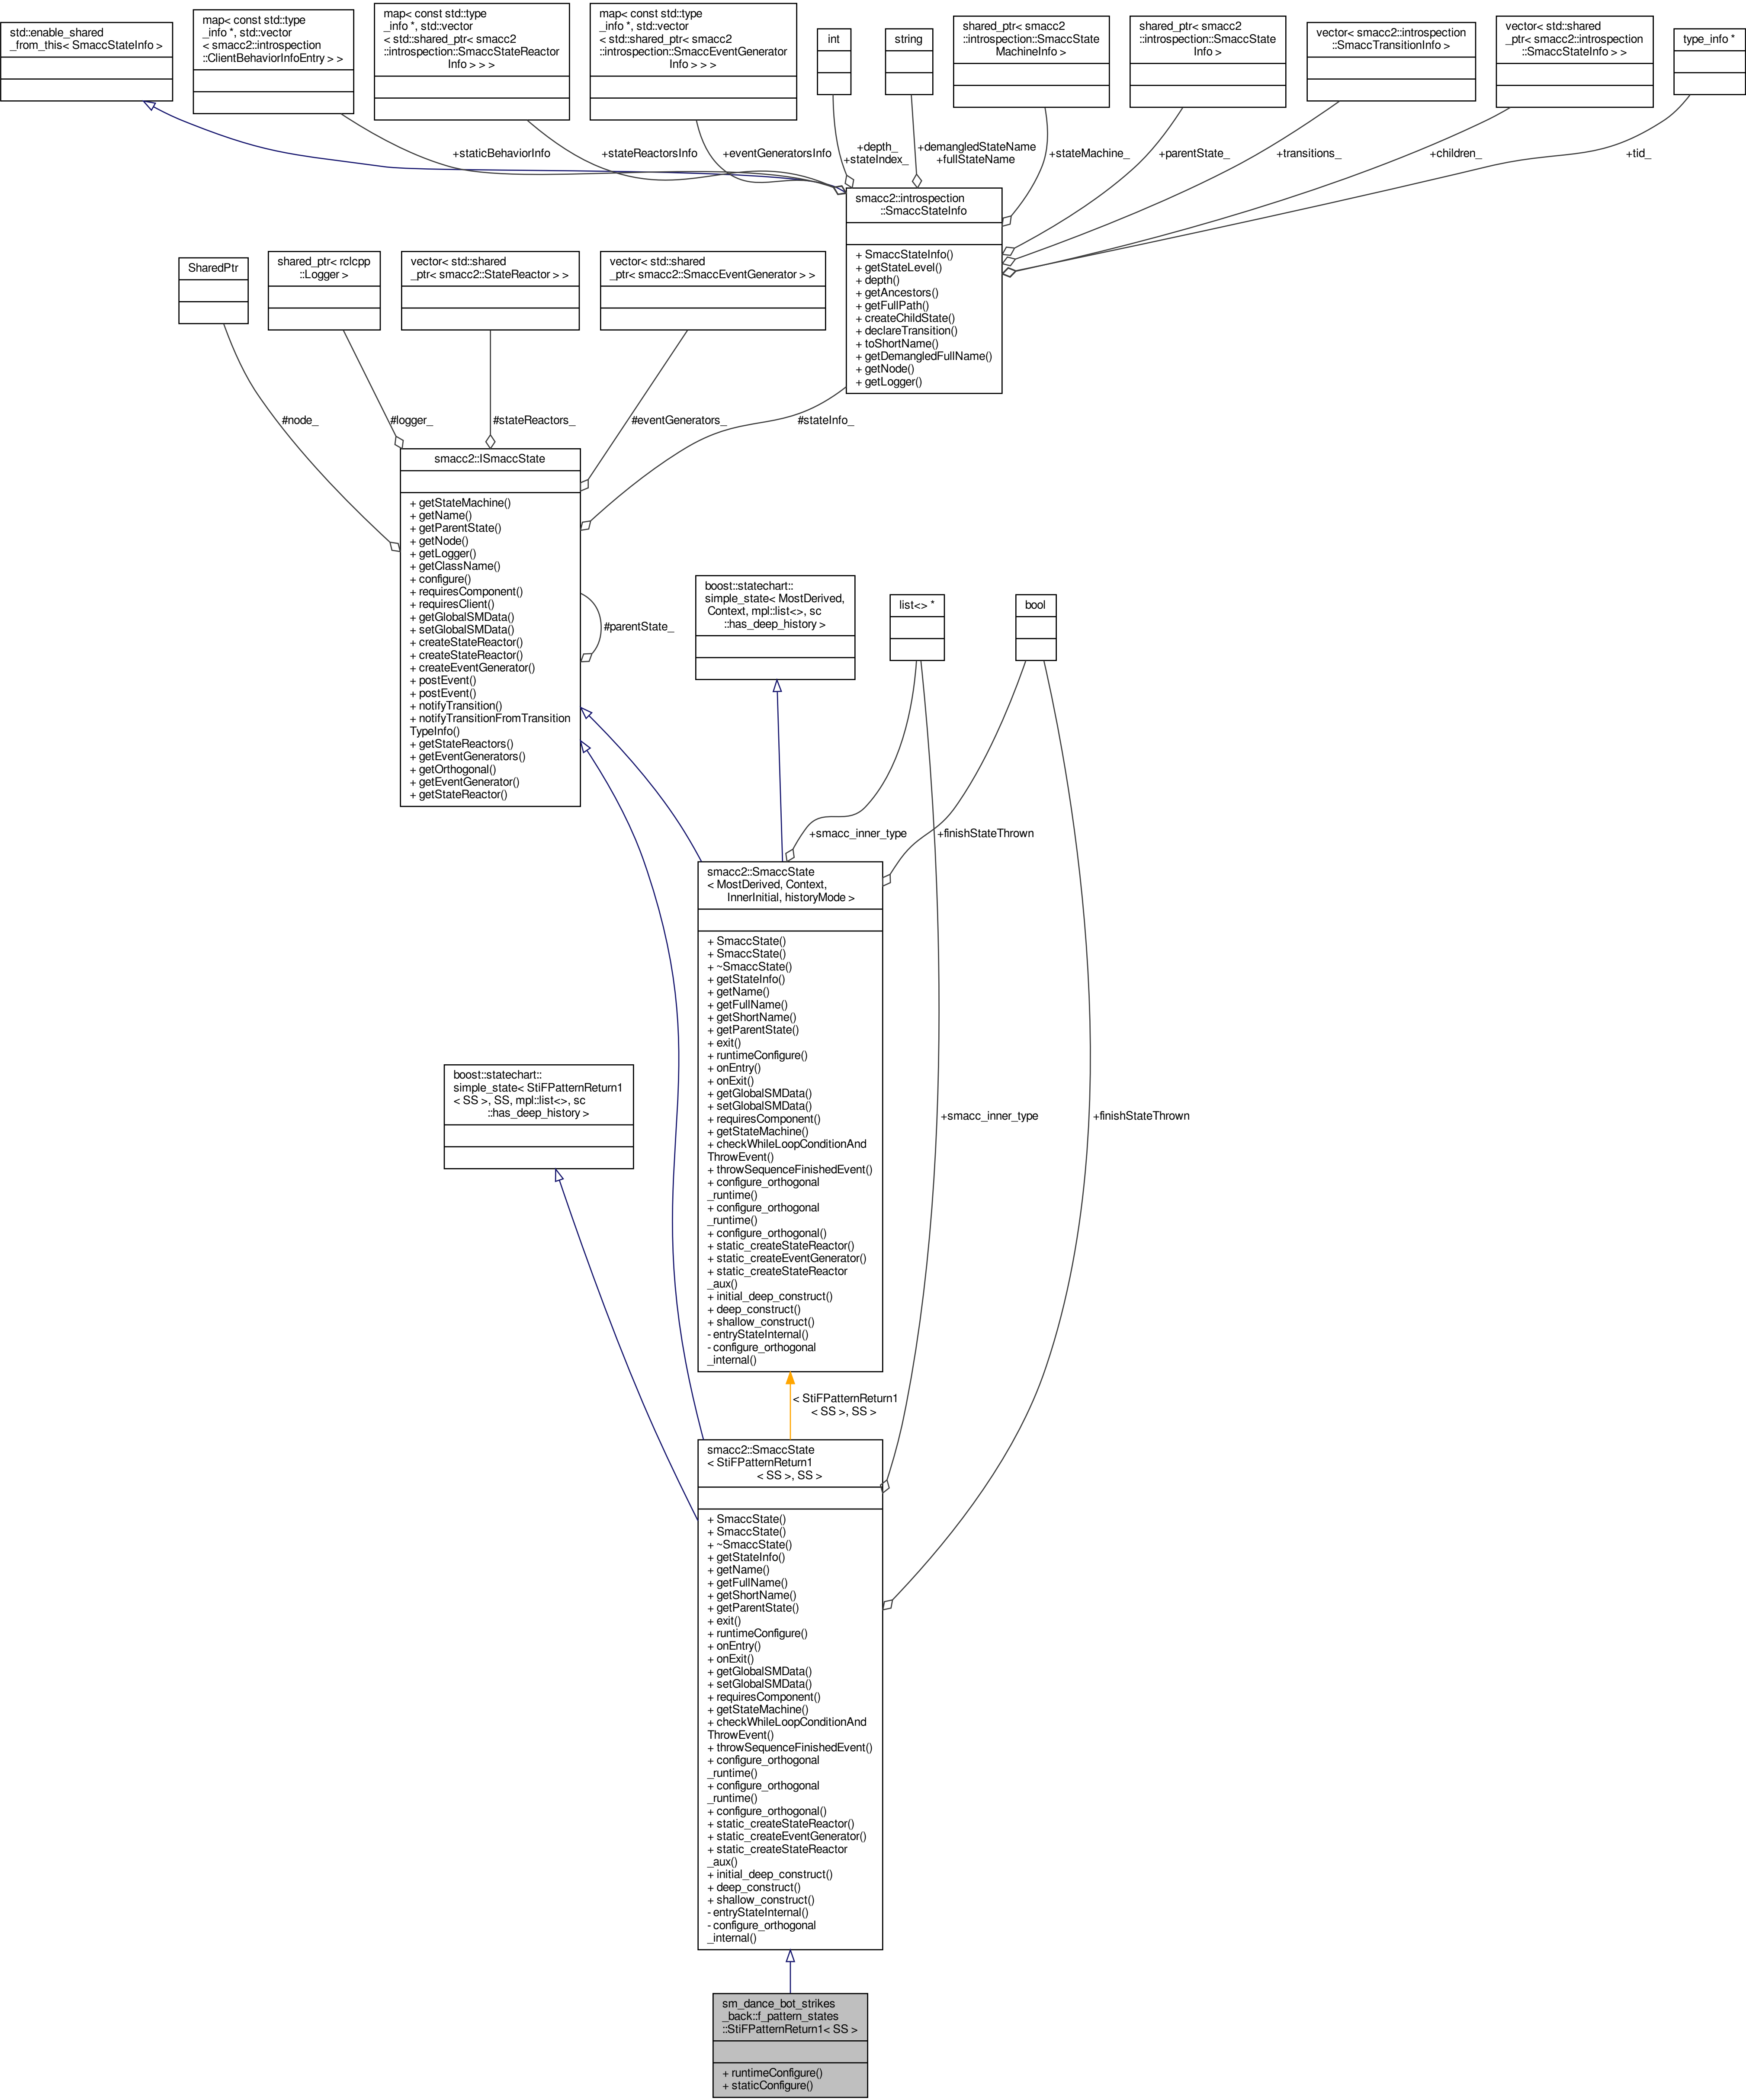 std::enable_shared
_from_this< SmaccStateInfo >
map< const std::type
_info *, std::vector
< smacc2::introspection
::ClientBehaviorInfoEntry > >
map< const std::type
_info *, std::vector
< std::shared_ptr< smacc2
::introspection::SmaccStateReactor
Info > > >
map< const std::type
_info *, std::vector
< std::shared_ptr< smacc2
::introspection::SmaccEventGenerator
Info > > >
int
string
shared_ptr< smacc2
::introspection::SmaccState
MachineInfo >
shared_ptr< smacc2
::introspection::SmaccState
Info >
vector< smacc2::introspection
::SmaccTransitionInfo >
vector< std::shared
_ptr< smacc2::introspection
::SmaccStateInfo > >
type_info *
+staticBehaviorInfo
+stateReactorsInfo
+eventGeneratorsInfo
+depth_
+stateIndex_
+demangledStateName
+fullStateName
+stateMachine_
+parentState_
+transitions_
+children_
+tid_
smacc2::introspection
::SmaccStateInfo
+ SmaccStateInfo()
+ getStateLevel()
+ depth()
+ getAncestors()
+ getFullPath()
+ createChildState()
+ declareTransition()
+ toShortName()
+ getDemangledFullName()
+ getNode()
+ getLogger()
SharedPtr
shared_ptr< rclcpp
::Logger >
vector< std::shared
_ptr< smacc2::StateReactor > >
vector< std::shared
_ptr< smacc2::SmaccEventGenerator > >
#node_
#logger_
#stateReactors_
#eventGenerators_
#stateInfo_
smacc2::ISmaccState
+ getStateMachine()
+ getName()
+ getParentState()
+ getNode()
+ getLogger()
+ getClassName()
+ configure()
+ requiresComponent()
+ requiresClient()
+ getGlobalSMData()
+ setGlobalSMData()
+ createStateReactor()
+ createStateReactor()
+ createEventGenerator()
+ postEvent()
+ postEvent()
+ notifyTransition()
+ notifyTransitionFromTransition
TypeInfo()
+ getStateReactors()
+ getEventGenerators()
+ getOrthogonal()
+ getEventGenerator()
+ getStateReactor()
#parentState_
boost::statechart::
simple_state< MostDerived,
Context, mpl::list<>, sc
::has_deep_history >
list<> *
bool
+smacc_inner_type
+finishStateThrown
smacc2::SmaccState
< MostDerived, Context,
InnerInitial, historyMode >
+ SmaccState()
+ SmaccState()
+ ~SmaccState()
+ getStateInfo()
+ getName()
+ getFullName()
+ getShortName()
+ getParentState()
+ exit()
+ runtimeConfigure()
+ onEntry()
+ onExit()
+ getGlobalSMData()
+ setGlobalSMData()
+ requiresComponent()
+ getStateMachine()
+ checkWhileLoopConditionAnd
ThrowEvent()
+ throwSequenceFinishedEvent()
+ configure_orthogonal
_runtime()
+ configure_orthogonal
_runtime()
+ configure_orthogonal()
+ static_createStateReactor()
+ static_createEventGenerator()
+ static_createStateReactor
_aux()
+ initial_deep_construct()
+ deep_construct()
+ shallow_construct()
- entryStateInternal()
- configure_orthogonal
_internal()
boost::statechart::
simple_state< StiFPatternReturn1
< SS >, SS, mpl::list<>, sc
::has_deep_history >
+smacc_inner_type
+finishStateThrown
< StiFPatternReturn1
< SS >, SS >
smacc2::SmaccState
< StiFPatternReturn1
< SS >, SS >
+ SmaccState()
+ SmaccState()
+ ~SmaccState()
+ getStateInfo()
+ getName()
+ getFullName()
+ getShortName()
+ getParentState()
+ exit()
+ runtimeConfigure()
+ onEntry()
+ onExit()
+ getGlobalSMData()
+ setGlobalSMData()
+ requiresComponent()
+ getStateMachine()
+ checkWhileLoopConditionAnd
ThrowEvent()
+ throwSequenceFinishedEvent()
+ configure_orthogonal
_runtime()
+ configure_orthogonal
_runtime()
+ configure_orthogonal()
+ static_createStateReactor()
+ static_createEventGenerator()
+ static_createStateReactor
_aux()
+ initial_deep_construct()
+ deep_construct()
+ shallow_construct()
- entryStateInternal()
- configure_orthogonal
_internal()
sm_dance_bot_strikes
_back::f_pattern_states
::StiFPatternReturn1< SS >
+ runtimeConfigure()
+ staticConfigure()